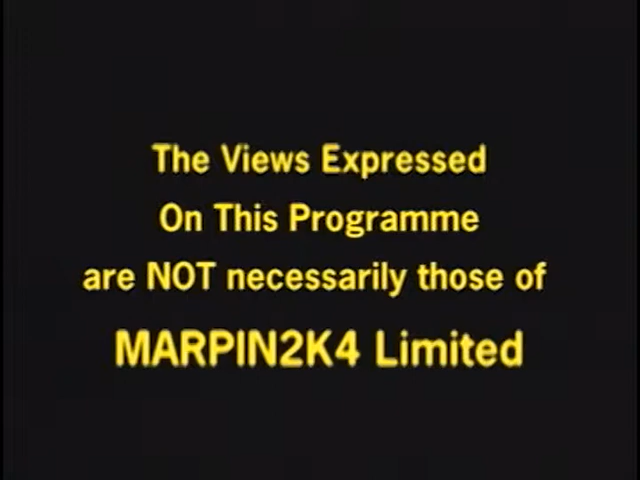 The Views Expressed
On This Programme
are NOT necessarily those of
MARPIN2K4 Limited